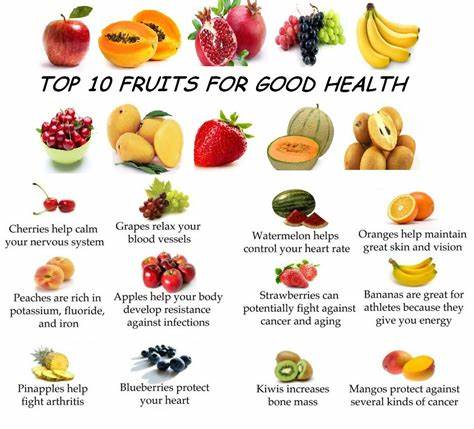 TOP 10 FRUITS FOR GOOD HEALTH
Cherries help calm
your nervous system
Grapes relax your
blood vessels
Watermelon helps
control your heart rate
Oranges help maintain
great skin and vision
Peaches are rich in
potassium, fluoride,
and iron
Apples help your body
develop resistance
against infections
Strawberries can
potentially fight against
cancer and aging
Bananas are great for
athletes because they
give you energy
Pinapples help
fight arthritis
Blueberries protect
your heart
Kiwis increases
bone mass
Mangos protect against
several kinds of cancer